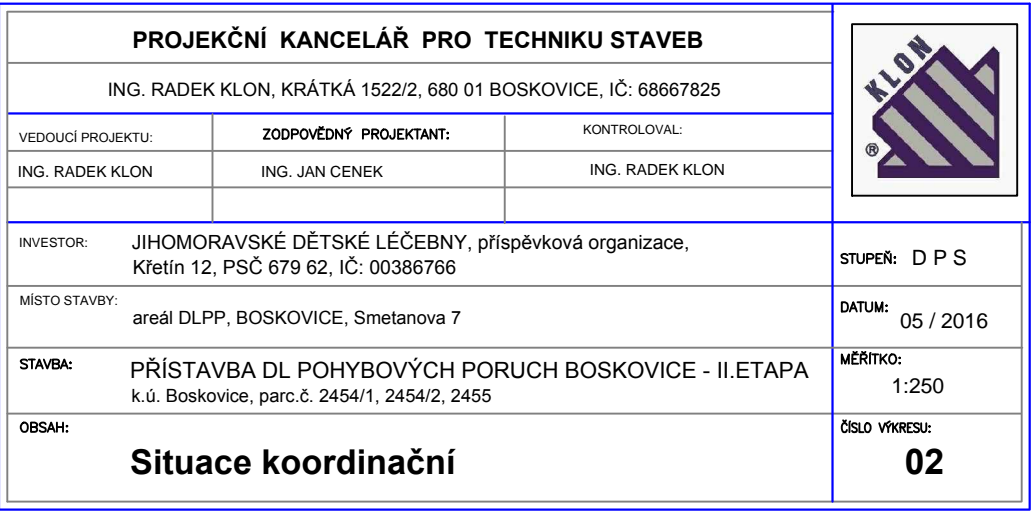 PROJEKČNÍ KANCELÁŘ PRO TECHNIKU STAVEB
ING. RADEK KLON, KRÁTKÁ 1522/2, 680 01 BOSKOVICE, IČ: 68667825
KLON
®
VEDOUCÍ PROJEKTU: ZODPOVĚDNÝ PROJEKTANT: KONTROLOVAL:
ING. RADEK KLON ING. JAN CENEK ING. RADEK KLON
INVESTOR: JIHOMORAVSKÉ DĚTSKÉ LÉČEBNY, příspěvková organizace,
Křetín 12, PSČ 679 62, IČ: 00386766
STUPEŇ: D P S
MÍSTO STAVBY:
areál DLPP, BOSKOVICE, Smetanova 7
DATUM:
05 / 2016
STAVBA: PŘÍSTAVBA DL POHYBOVÝCH PORUCH BOSKOVICE - II.ETAPA
k.ú. Boskovice, parc.č. 2454/1, 2454/2, 2455
MĚŘÍTKO:
1:250
OBSAH:
Situace koordinační
ČÍSLO VÝKRESU:
02